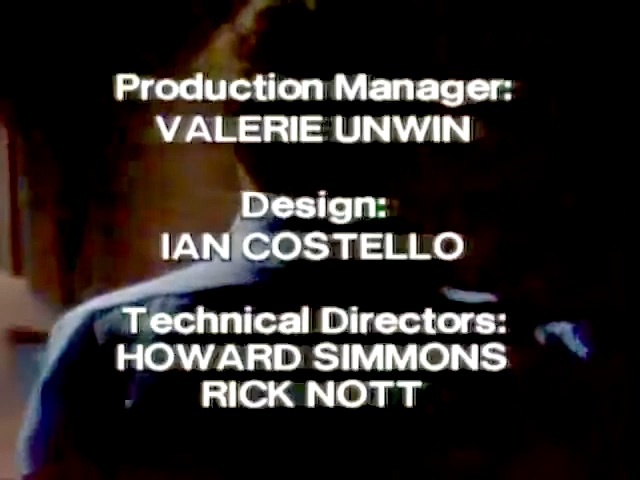 Production Manager:
VALERIE UNWIN
Design:
IAN COSTELLO
Technical Directors:
HOWARD SIMMONS
RICK NOTT